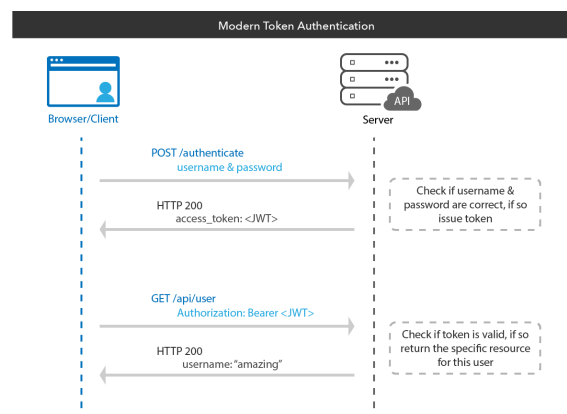 Modern Token Authentication
API
Browser/Client
Server
POST /authenticate
username & password
Check if username &
password are correct, if so
issue token
HTTP 200
access_token: <JWT>
GET /api/user
Authorization: Bearer <JWT>
Check if token is valid, if so
return the specific resource
for this user
HTTP 200
username: “amazing”